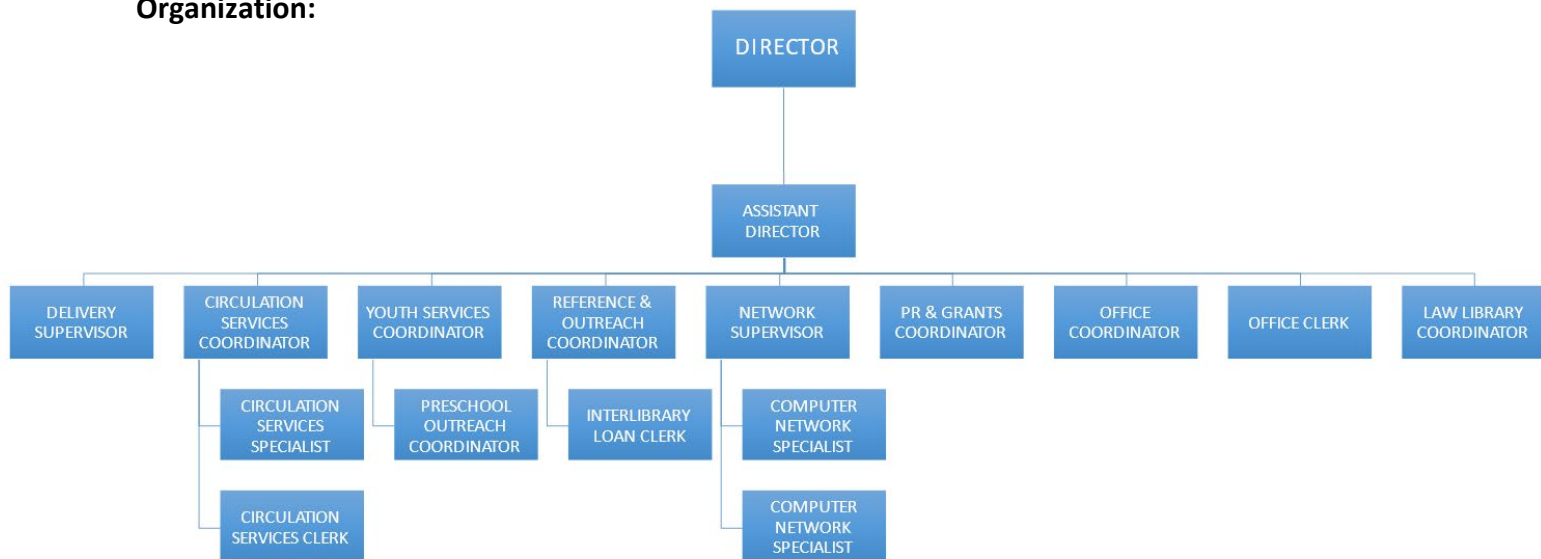 Organization:
DIRECTOR
ASSISTANT
DIRECTOR
DELIVERY
SUPERVISOR
CIRCULATION
SERVICES
COORDINATOR
YOUTH SERVICES
COORDINATOR
REFERENCE &
OUTREACH
COORDINATOR
NETWORK
SUPERVISOR
PR & GRANTS
COORDINATOR
OFFICE
COORDINATOR
OFFICE CLERK
LAW LIBRARY
COORDINATOR
CIRCULATION
SERVICES
SPECIALIST
PRESCHOOL
OUTREACH
COORDINATOR
INTERLIBRARY
LOAN CLERK
COMPUTER
NETWORK
SPECIALIST
CIRCULATION
SERVICES CLERK
COMPUTER
NETWORK
SPECIALIST